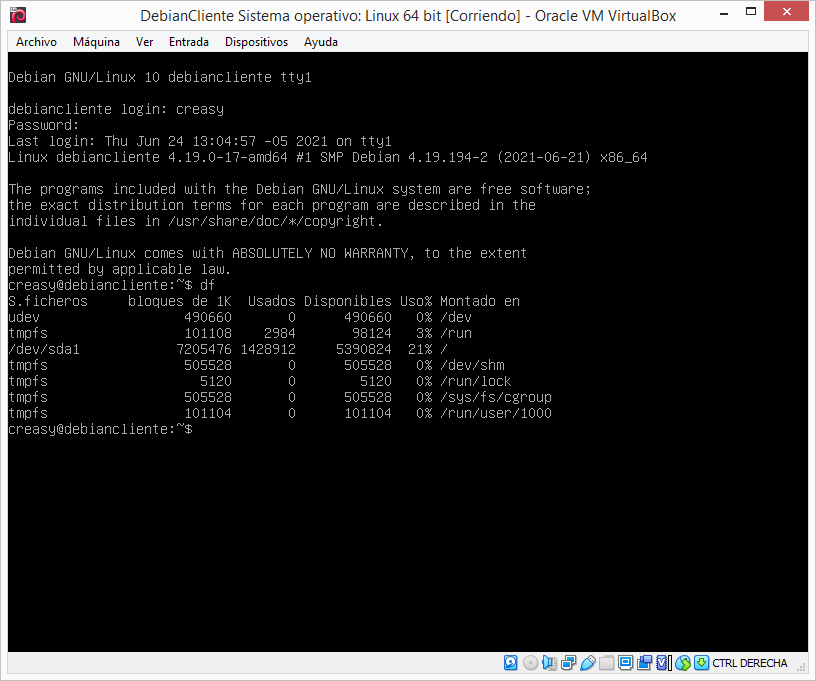 DebianCliente Sistema operativo: Linux 64 bit [Corriendo] - Oracle VM VirtualBox
Archivo Máquina Ver Entrada Dispositivos Ayuda
Debian GNU/Linux 10 debiancliente tty1
debiancliente login: creasy
Password:
Last login: Thu Jun 24 13:04:57 -05 2021 on tty1
Linux debiancliente 4.19.0-17-amd64 #1 SMP Debian 4.19.194-2 (2021-06-21) x86_64
The programs included with the Debian GNU/Linux system are free software;
the exact distribution terms for each program are described in the
individual files in /usr/share/doc/*/copyright.
Debian GNU/Linux comes with ABSOLUTELY NO WARRANTY, to the extent
permitted by applicable law.
creasy@debiancliente:~$ df
S.ficheros     bloques de 1K  Usados Disponibles Uso% Montado en
udev                  490660       0      490660   0% /dev
tmpfs                 101108    2984       98124   3% /run
/dev/sda1            7205476 1428912     5390824  21% /
tmpfs                 505528       0      505528   0% /dev/shm
tmpfs                   5120       0        5120   0% /run/lock
tmpfs                 505528       0      505528   0% /sys/fs/cgroup
tmpfs                 101104       0      101104   0% /run/user/1000
creasy@debiancliente:~$
CTRL DERECHA